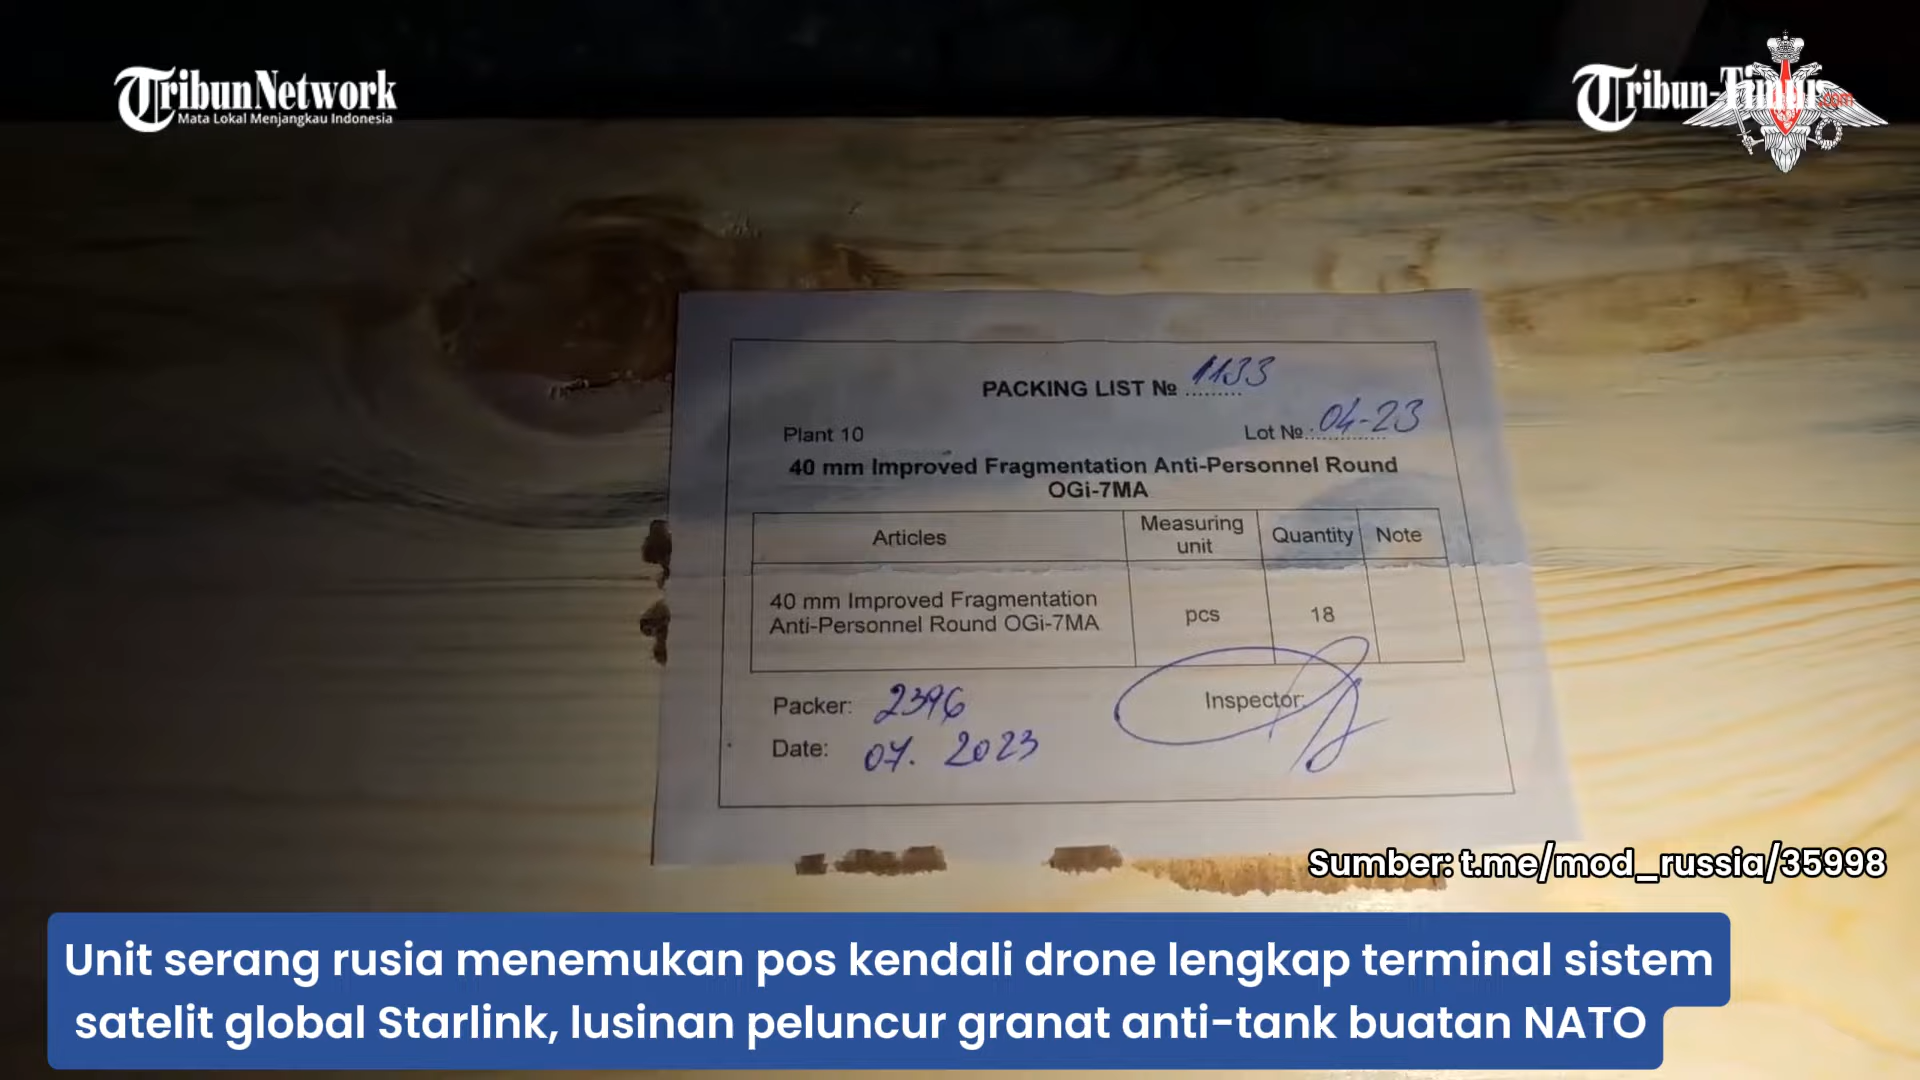 TribunNetwork
Mata Lokal Menjangkau Indonesia
Tribun-Timur.com
PACKING LIST № 1133
Plant 10
Lot № 04-23
40 mm Improved Fragmentation Anti-Personnel Round
OGi-7MA
Articles
Measuring
unit
Quantity
Note
40 mm Improved Fragmentation
Anti-Personnel Round OGi-7MA
pcs
18
Packer: 2396
Inspector:
Date: 07. 2023
Sumber: t.me/mod_russia/35998
Unit serang rusia menemukan pos kendali drone lengkap terminal sistem
satelit global Starlink, lusinan peluncur granat anti-tank buatan NATO